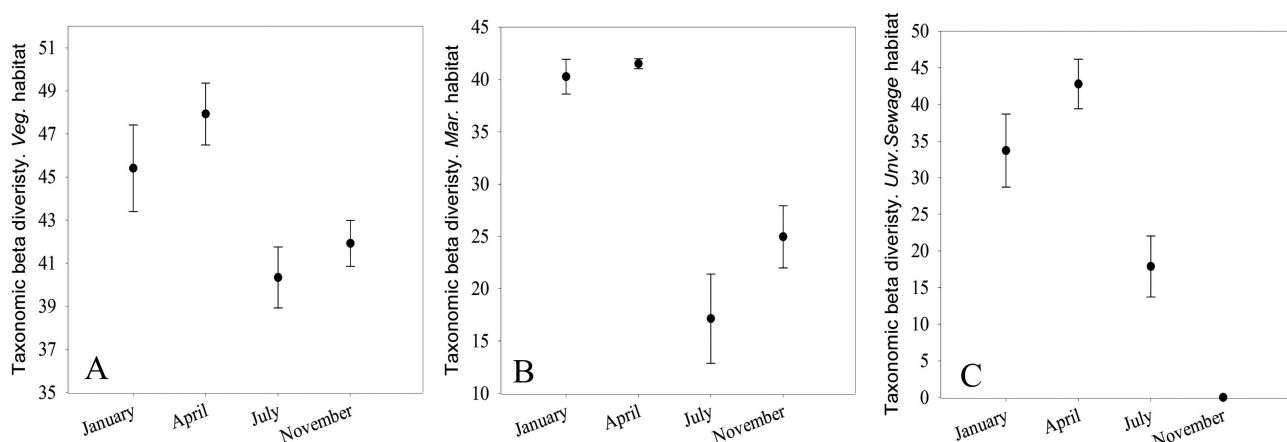 Taxonomic beta diveristy. Veg. habitat
51
49
47
45
43
41
39
37
35
A
January
April
July
November
Taxonomic beta diveristy. Mar. habitat
45
40
35
30
25
20
15
10
B
January
April
July
November
Taxonomic beta diveristy. Unv.Sewage habitat
50
45
40
35
30
25
20
15
10
5
0
C
January
April
July
November